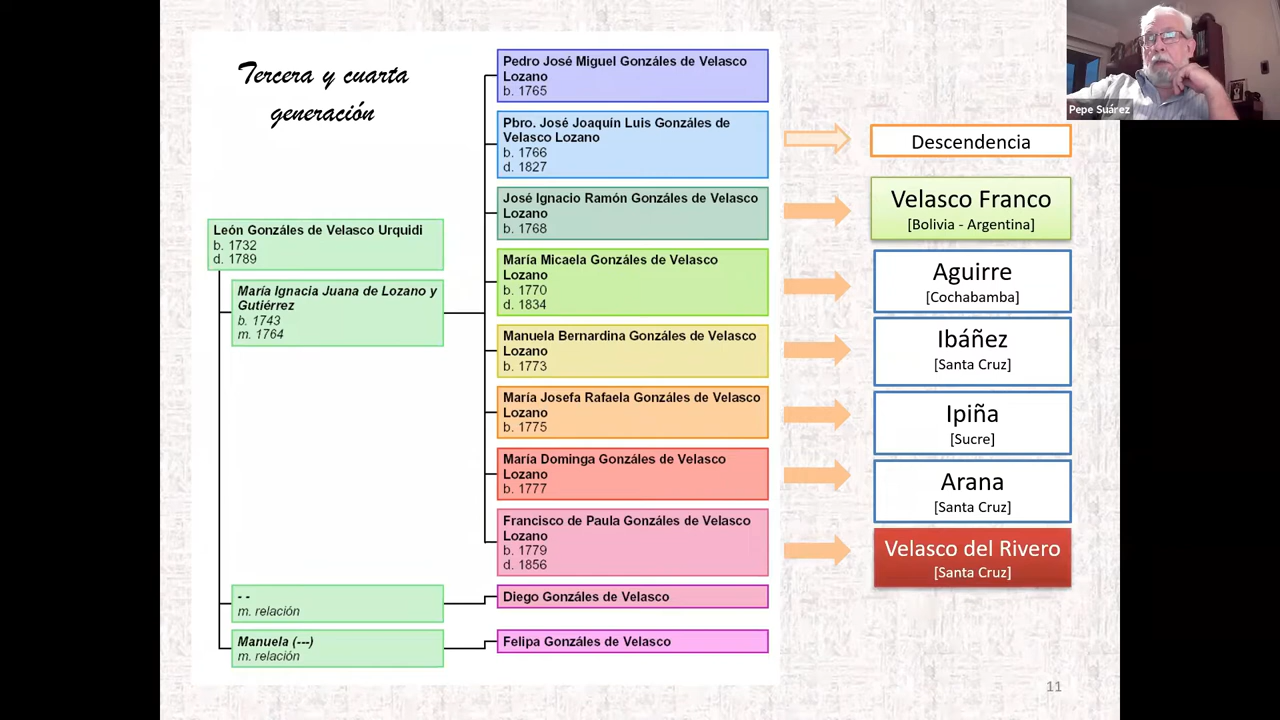 Tercera y cuarta
generación
León Gonzáles de Velasco Urquidi
b. 1732
d. 1789
María Ignacia Juana de Lozano y
Gutiérrez
b. 1743
m. 1764
- -
m. relación
Manuela (---)
m. relación
Pedro José Miguel Gonzáles de Velasco
Lozano
b. 1765
Pbro. José Joaquín Luis Gonzáles de
Velasco Lozano
b. 1766
d. 1827
José Ignacio Ramón Gonzáles de Velasco
Lozano
b. 1768
María Micaela Gonzáles de Velasco
Lozano
b. 1770
d. 1834
Manuela Bernardina Gonzáles de Velasco
Lozano
b. 1773
María Josefa Rafaela Gonzáles de Velasco
Lozano
b. 1775
María Dominga Gonzáles de Velasco
Lozano
b. 1777
Francisco de Paula Gonzáles de Velasco
Lozano
b. 1779
d. 1856
Diego Gonzáles de Velasco
Felipa Gonzáles de Velasco
Descendencia
Velasco Franco
[Bolivia - Argentina]
Aguirre
[Cochabamba]
Ibáñez
[Santa Cruz]
Ipiña
[Sucre]
Arana
[Santa Cruz]
Velasco del Rivero
[Santa Cruz]
11
Pepe Suárez